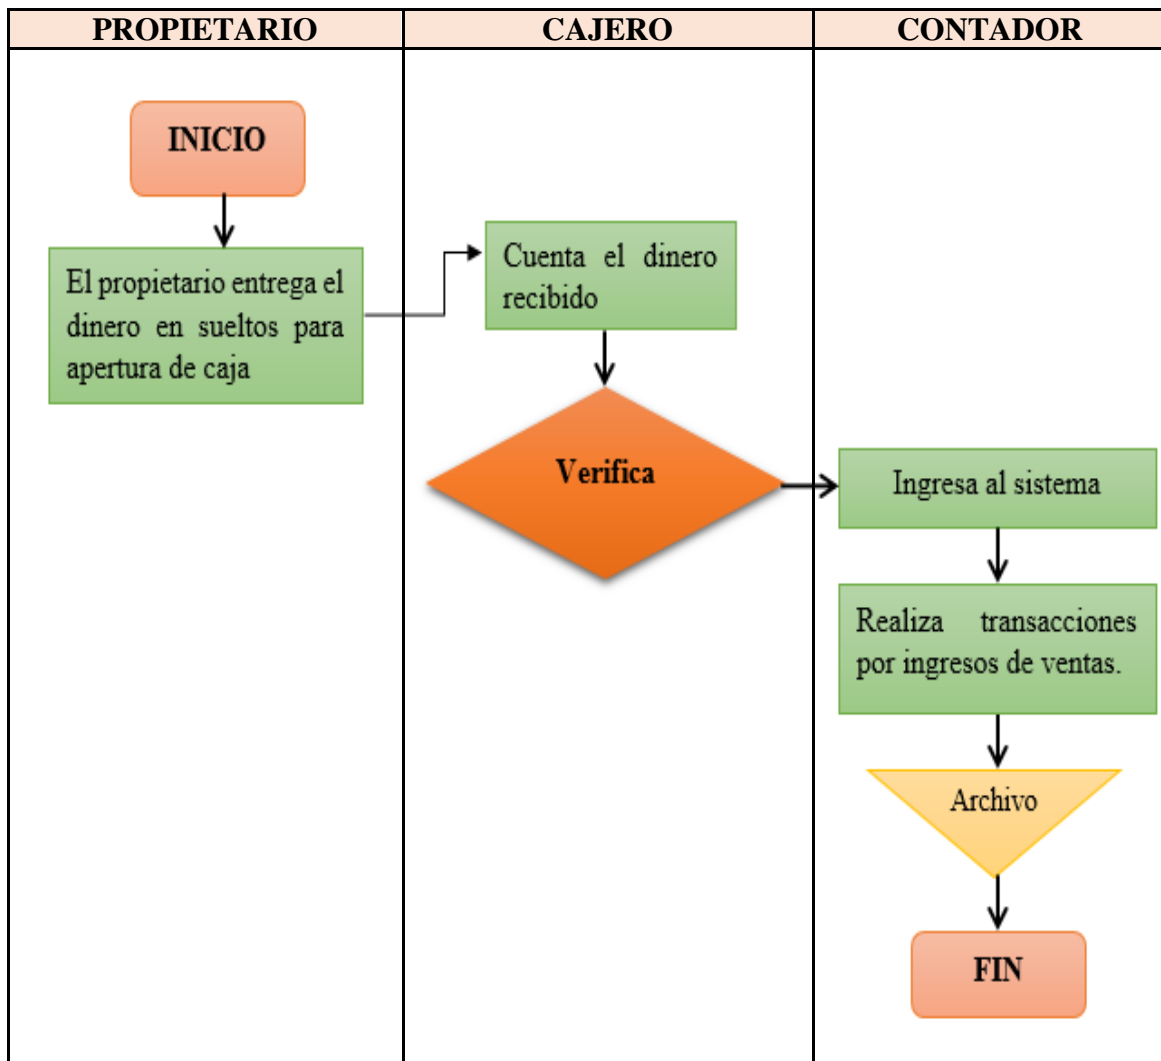 PROPIETARIO
CAJERO
CONTADOR
INICIO
El propietario entrega el
dinero en sueltos para
apertura de caja
Cuenta el dinero
recibido
Verifica
Ingresa al sistema
Realiza transacciones
por ingresos de ventas.
Archivo
FIN